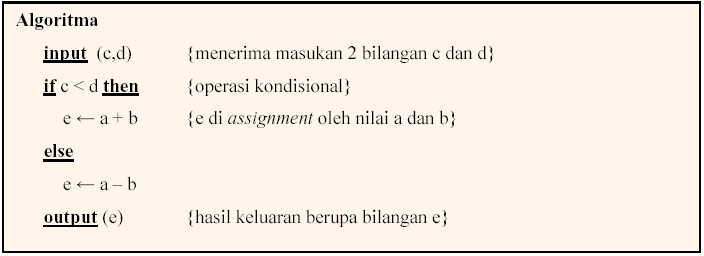 Algoritma
input (c,d) {menerima masukan 2 bilangan c dan d}
if c < d then {operasi kondisional}
e ← a + b {e di assignment oleh nilai a dan b}
else
e ← a – b
output (e) {hasil keluaran berupa bilangan e}